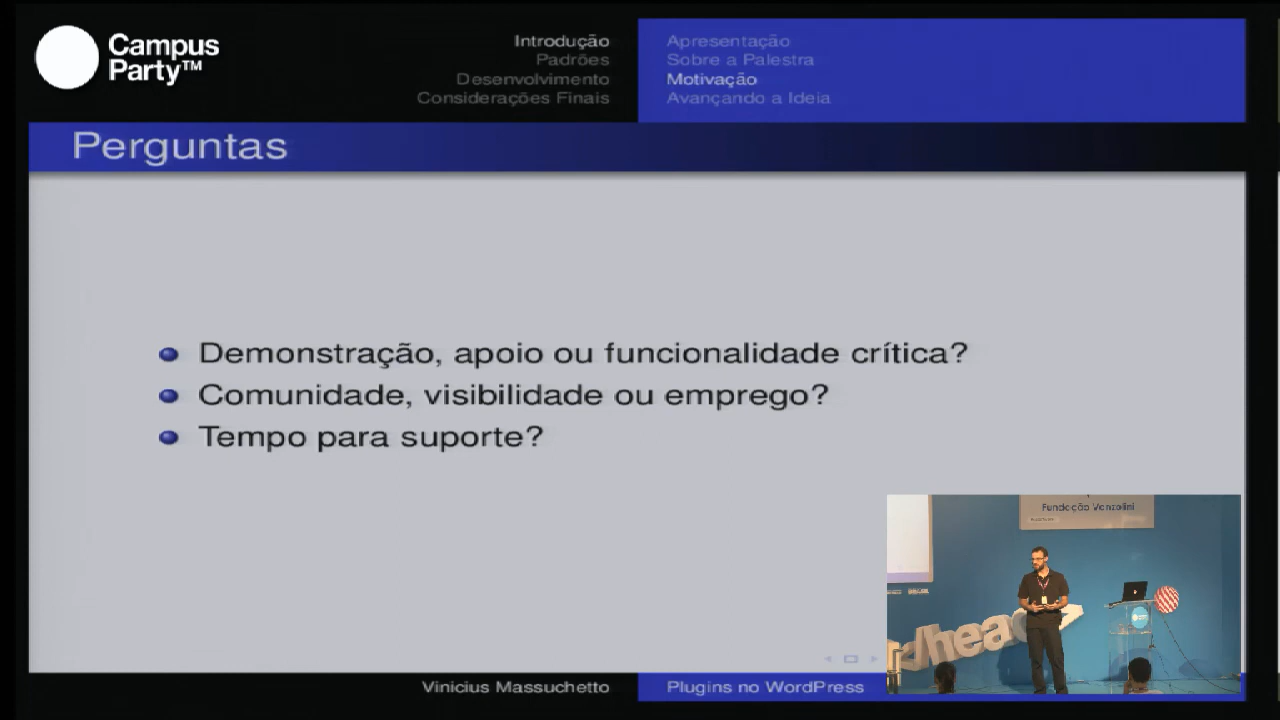 Campus
Party™
Introdução
Padrões
Desenvolvimento
Considerações Finais
Apresentação
Sobre a Palestra
Motivação
Avançando a Ideia
Perguntas
Demonstração, apoio ou funcionalidade crítica?
Comunidade, visibilidade ou emprego?
Tempo para suporte?
Fundação Vanzolini
/head
Vinicius Massuchetto
Plugins no WordPress